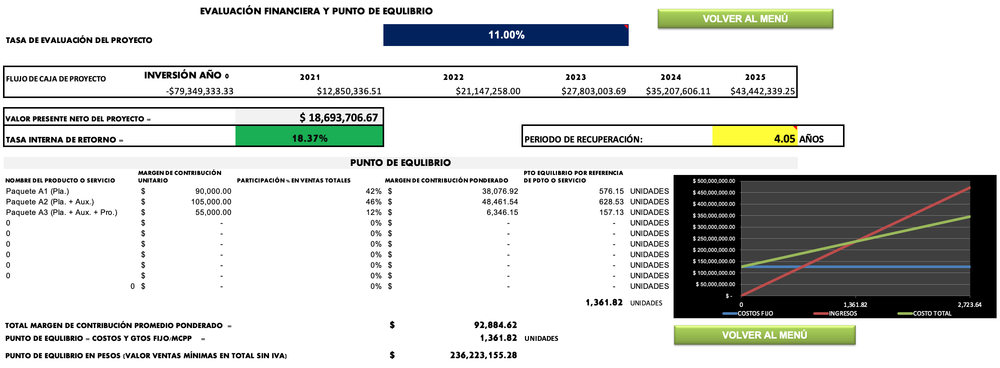 EVALUACIÓN FINANCIERA Y PUNTO DE EQULIBRIO
VOLVER AL MENÚ
TASA DE EVALUACIÓN DEL PROYECTO 11.00%
FLUJO DE CAJA DE PROYECTO INVERSIÓN AÑO 0 2021 2022 2023 2024 2025
-$79,349,333.33 $12,850,336.51 $21,147,258.00 $27,803,003.69 $35,207,606.11 $43,442,339.25
VALOR PRESENTE NETO DEL PROYECTO = $ 18,693,706.67
TASA INTERNA DE RETORNO = 18.37% PERIODO DE RECUPERACIÓN: 4.05 AÑOS
PUNTO DE EQULIBRIO
NOMBRE DEL PRODUCTO O SERVICIO MARGEN DE CONTRIBUCIÓN UNITARIO PARTICIPACIÓN % EN VENTAS TOTALES MARGEN DE CONTRIBUCIÓN PONDERADO PTO EQUILIBRIO POR REFERENCIA DE PDTO O SERVICIO
Paquete A1 (Pla.) $ 90,000.00 42% $ 38,076.92 576.15 UNIDADES
Paquete A2 (Pla. + Aux.) $ 105,000.00 46% $ 48,461.54 628.53 UNIDADES
Paquete A3 (Pla. + Aux. + Pro.) $ 55,000.00 12% $ 6,346.15 157.13 UNIDADES
0 $ - 0% $ - - UNIDADES
0 $ - 0% $ - - UNIDADES
0 $ - 0% $ - - UNIDADES
0 $ - 0% $ - - UNIDADES
0 $ - 0% $ - - UNIDADES
0 $ - 0% $ - - UNIDADES
0 $ - 0% $ - - UNIDADES
1,361.82 UNIDADES
TOTAL MARGEN DE CONTRIBUCIÓN PROMEDIO PONDERADO = $ 92,884.62
PUNTO DE EQULIBRIO = COSTOS Y GTOS FIJO/MCPP = 1,361.82 UNIDADES
PUNTO DE EQULIBRIO EN PESOS (VALOR VENTAS MÍNIMAS EN TOTAL SIN IVA) $ 236,223,155.28
$ 500,000,000.00
$ 450,000,000.00
$ 400,000,000.00
$ 350,000,000.00
$ 300,000,000.00
$ 250,000,000.00
$ 200,000,000.00
$ 150,000,000.00
$ 100,000,000.00
$ 50,000,000.00
$ -
0 1,361.82 2,723.64
COSTOS FIJO INGRESOS COSTO TOTAL
VOLVER AL MENÚ